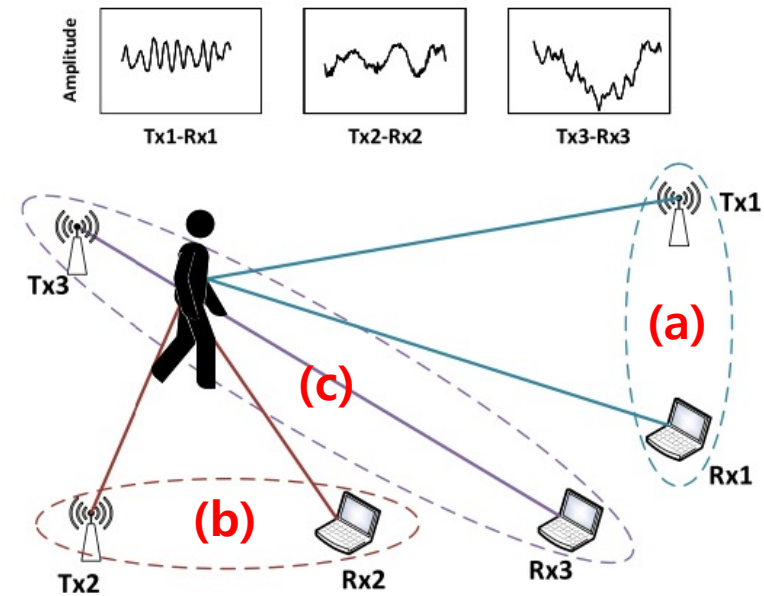 Amplitude
Tx1-Rx1
Tx2-Rx2
Tx3-Rx3
Tx1
Tx3
(a)
(c)
Rx1
(b)
Tx2
Rx2
Rx3